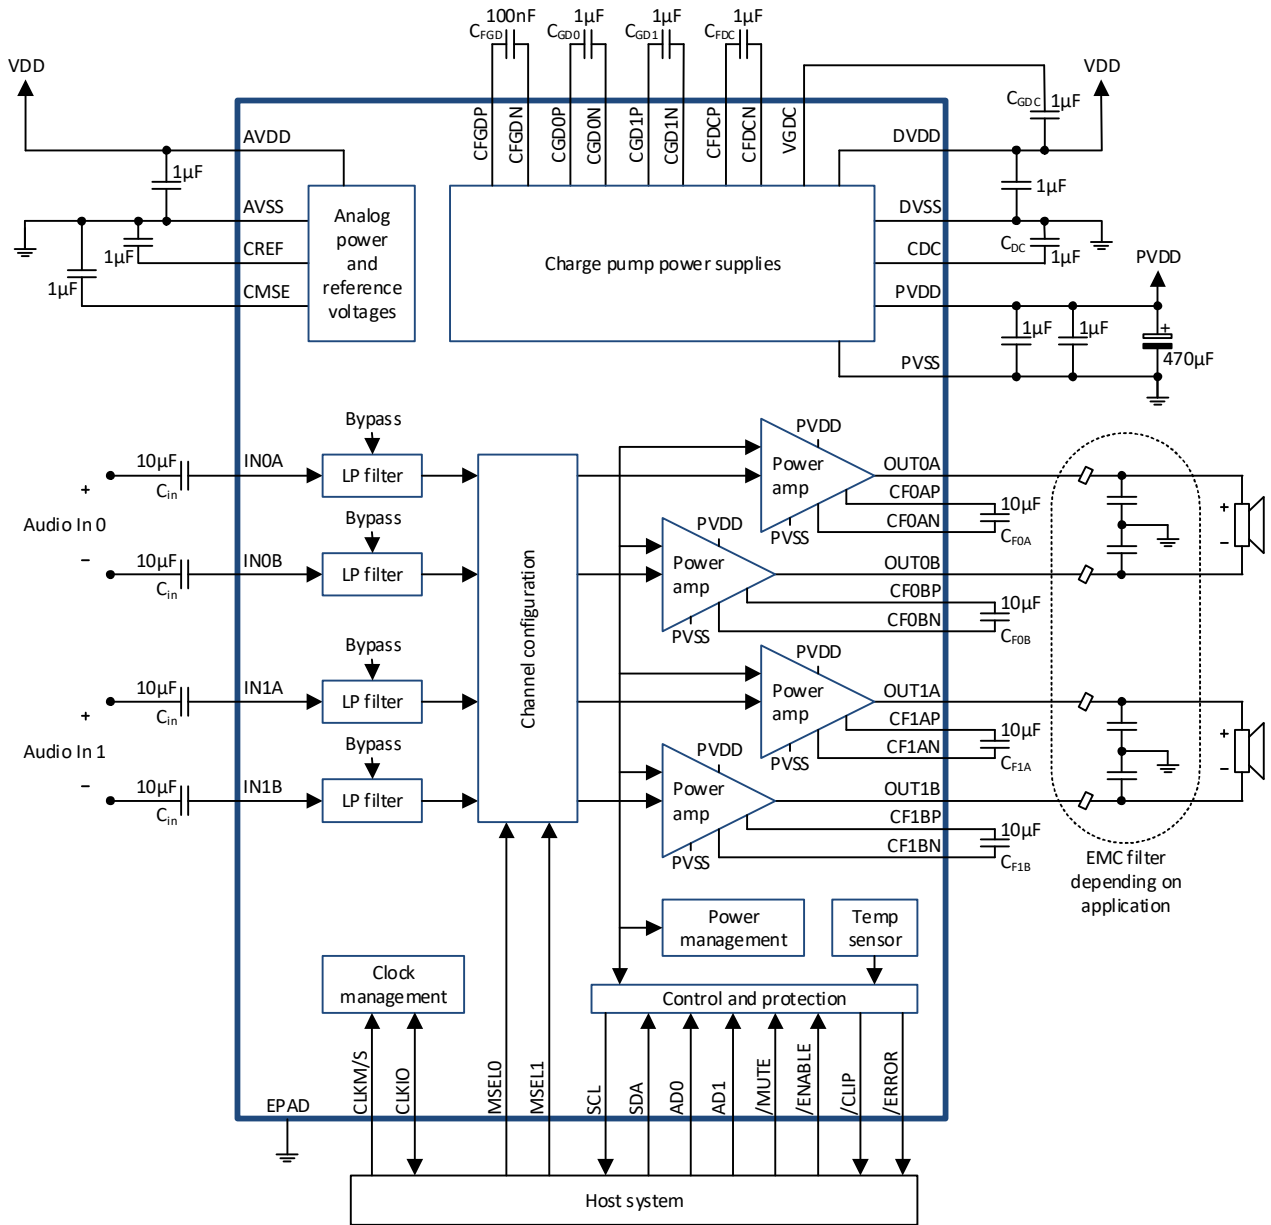 100nF
1µF
1µF
1µF
CFGD
CGD0
CGD1
CFDC
VDD
VDD
CGDC
1µF
CFGDP
CFGDN
CGD0P
CGD0N
CGD1P
CGD1N
CFDCP
CFDCN
VGDC
AVDD
DVDD
1µF
1µF
AVSS
DVSS
Analog
power
and
reference
voltages
CREF
1µF
CMSE
1µF
Charge pump power supplies
CDC
CDC
1µF
PVDD
PVDD
1µF
1µF
+
470µF
PVSS
Bypass
10µF
IN0A
LP filter
Cin
+
Audio In 0
−
Bypass
10µF
IN0B
LP filter
Cin
Bypass
10µF
IN1A
LP filter
Cin
+
Audio In 1
−
Bypass
10µF
IN1B
LP filter
Cin
Channel configuration
PVDD
Power
amp
PVSS
OUT0A
CF0AP
CF0AN
10µF
CF0A
+
−
PVDD
Power
amp
PVSS
OUT0B
CF0BP
CF0BN
10µF
CF0B
PVDD
Power
amp
PVSS
OUT1A
CF1AP
CF1AN
10µF
CF1A
+
−
PVDD
Power
amp
PVSS
OUT1B
CF1BP
CF1BN
10µF
CF1B
EMC filter
depending on
application
Power
management
Temp
sensor
Clock
management
Control and protection
CLKM/S
CLKIO
MSEL0
MSEL1
SCL
SDA
AD0
AD1
/MUTE
/ENABLE
/CLIP
/ERROR
EPAD
Host system